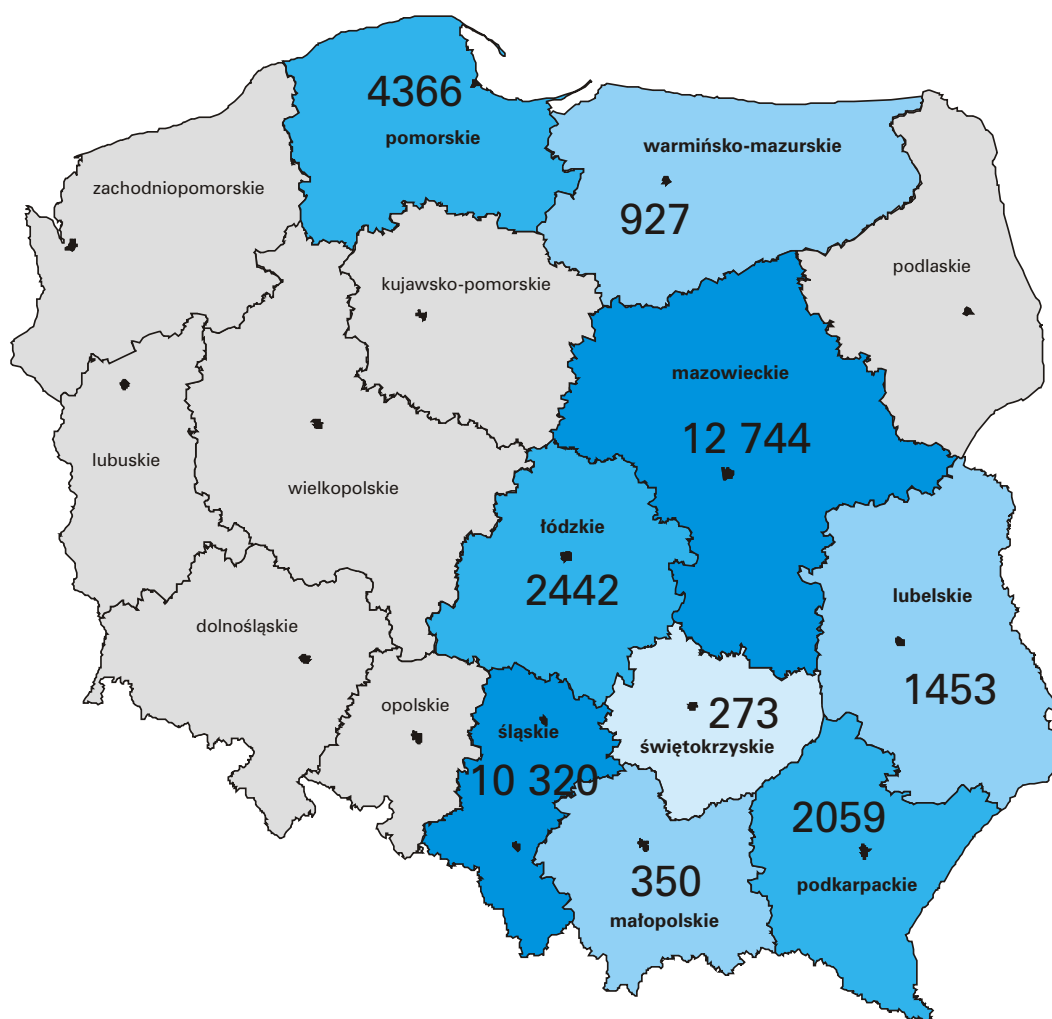 4366
pomorskie
warmińsko-mazurskie
927
zachodniopomorskie
kujawsko-pomorskie
podlaskie
mazowieckie
12 744
lubuskie
wielkopolskie
łódzkie
2442
lubelskie
1453
dolnośląskie
opolskie
śląskie
10 320
273
świętokrzyskie
2059
podkarpackie
350
małopolskie